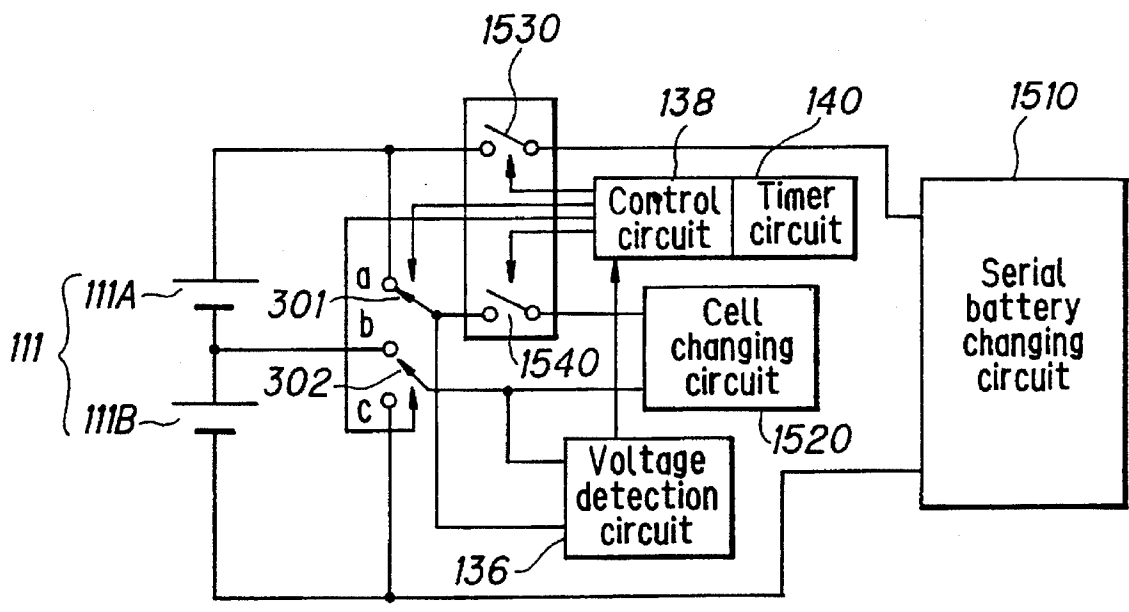 1530
138
140
1510
Control
circuit
Timer
circuit
111A
a
301
111
b
1540
Cell
changing
circuit
Serial
battery
changing
circuit
302
111B
c
1520
Voltage
detection
circuit
136